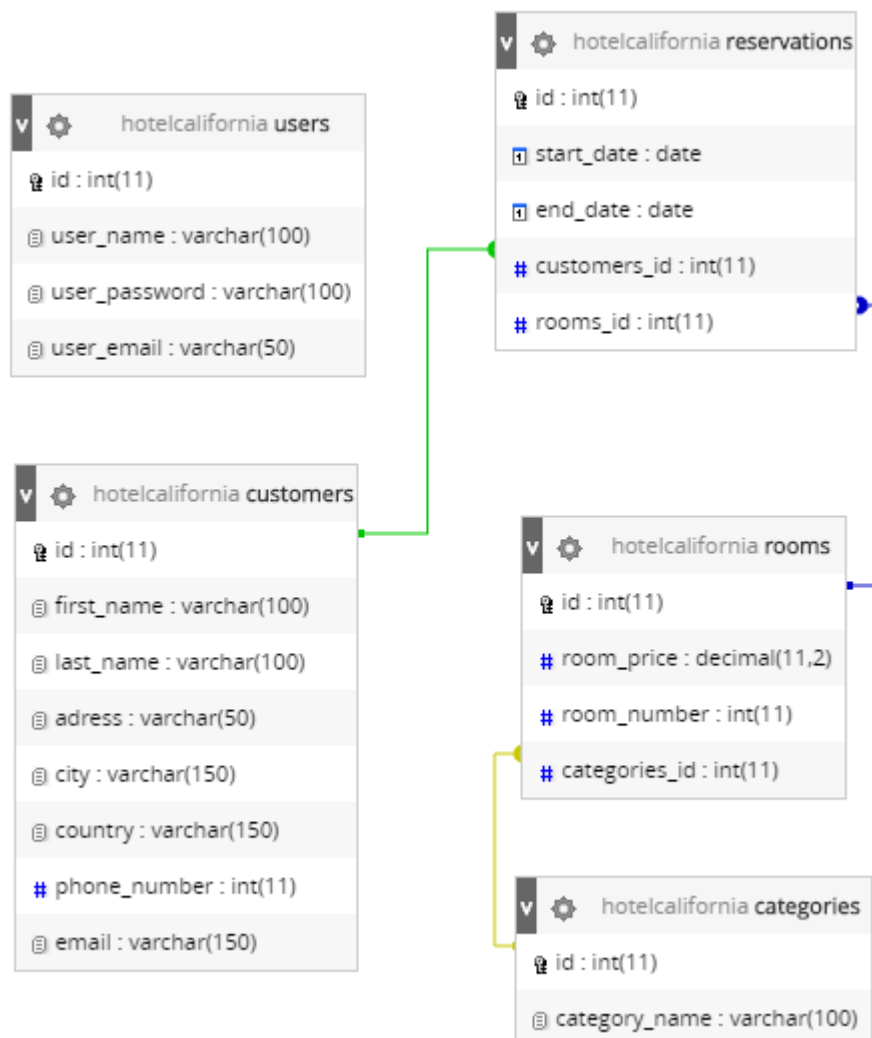 v hotelcalifornia users
id : int(11)
user_name : varchar(100)
user_password : varchar(100)
user_email : varchar(50)
v hotelcalifornia reservations
id : int(11)
start_date : date
end_date : date
# customers_id : int(11)
# rooms_id : int(11)
v hotelcalifornia customers
id : int(11)
first_name : varchar(100)
last_name : varchar(100)
adress : varchar(50)
city : varchar(150)
country : varchar(150)
# phone_number : int(11)
email : varchar(150)
v hotelcalifornia rooms
id : int(11)
# room_price : decimal(11,2)
# room_number : int(11)
# categories_id : int(11)
v hotelcalifornia categories
id : int(11)
category_name : varchar(100)